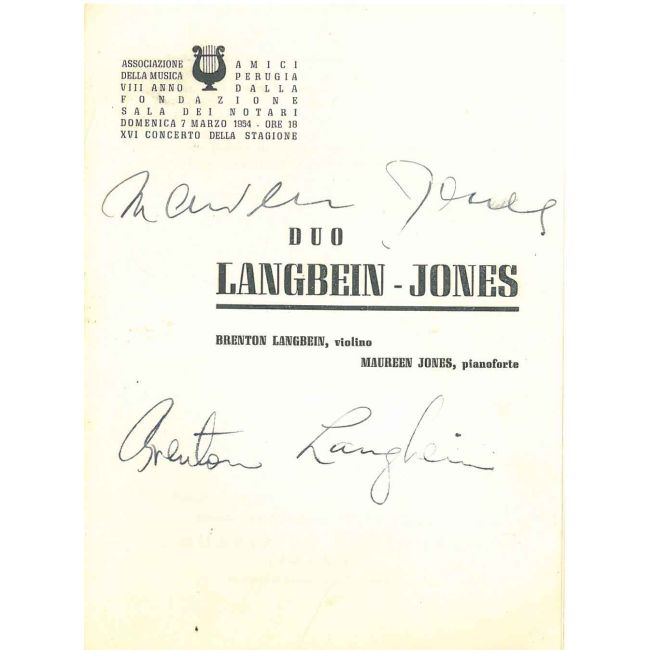 ASSOCIAZIONE AMICI
DELLA MUSICA PERUGIA
VIII ANNO DALLA
FONDAZIONE
SALA DEI NOTARI
DOMENICA 7 MARZO 1954 - ORE 18
XVI CONCERTO DELLA STAGIONE
Maureen Jones
DUO
LANGBEIN - JONES
BRENTON LANGBEIN, violino
MAUREEN JONES, pianoforte
Brenton Langbein